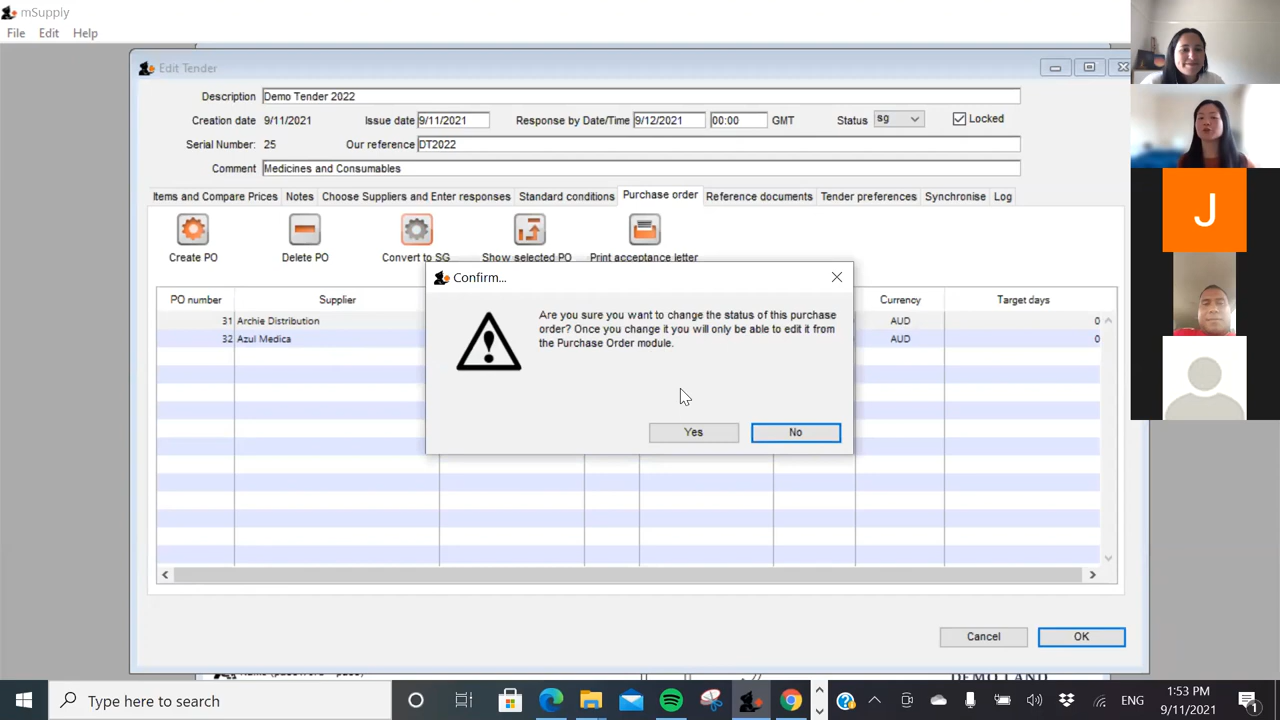 mSupply
File Edit Help
Edit Tender
Description Demo Tender 2022
Creation date 9/11/2021 Issue date 9/11/2021 Response by Date/Time 9/12/2021 00:00 GMT Status sg Locked
Serial Number: 25 Our reference DT2022
Comment Medicines and Consumables
Items and Compare Prices Notes Choose Suppliers and Enter responses Standard conditions Purchase order Reference documents Tender preferences Synchronise Log
Create PO Delete PO Convert to SG Show selected PO Print acceptance letter
Confirm...
PO number Supplier Currency Target days
31 Archie Distribution AUD 0
32 Azul Medica AUD 0
Are you sure you want to change the status of this purchase
order? Once you change it you will only be able to edit it from
the Purchase Order module.
Yes No
Cancel OK
J
DEMO LAND
Type here to search
ENG
1:53 PM
9/11/2021
1